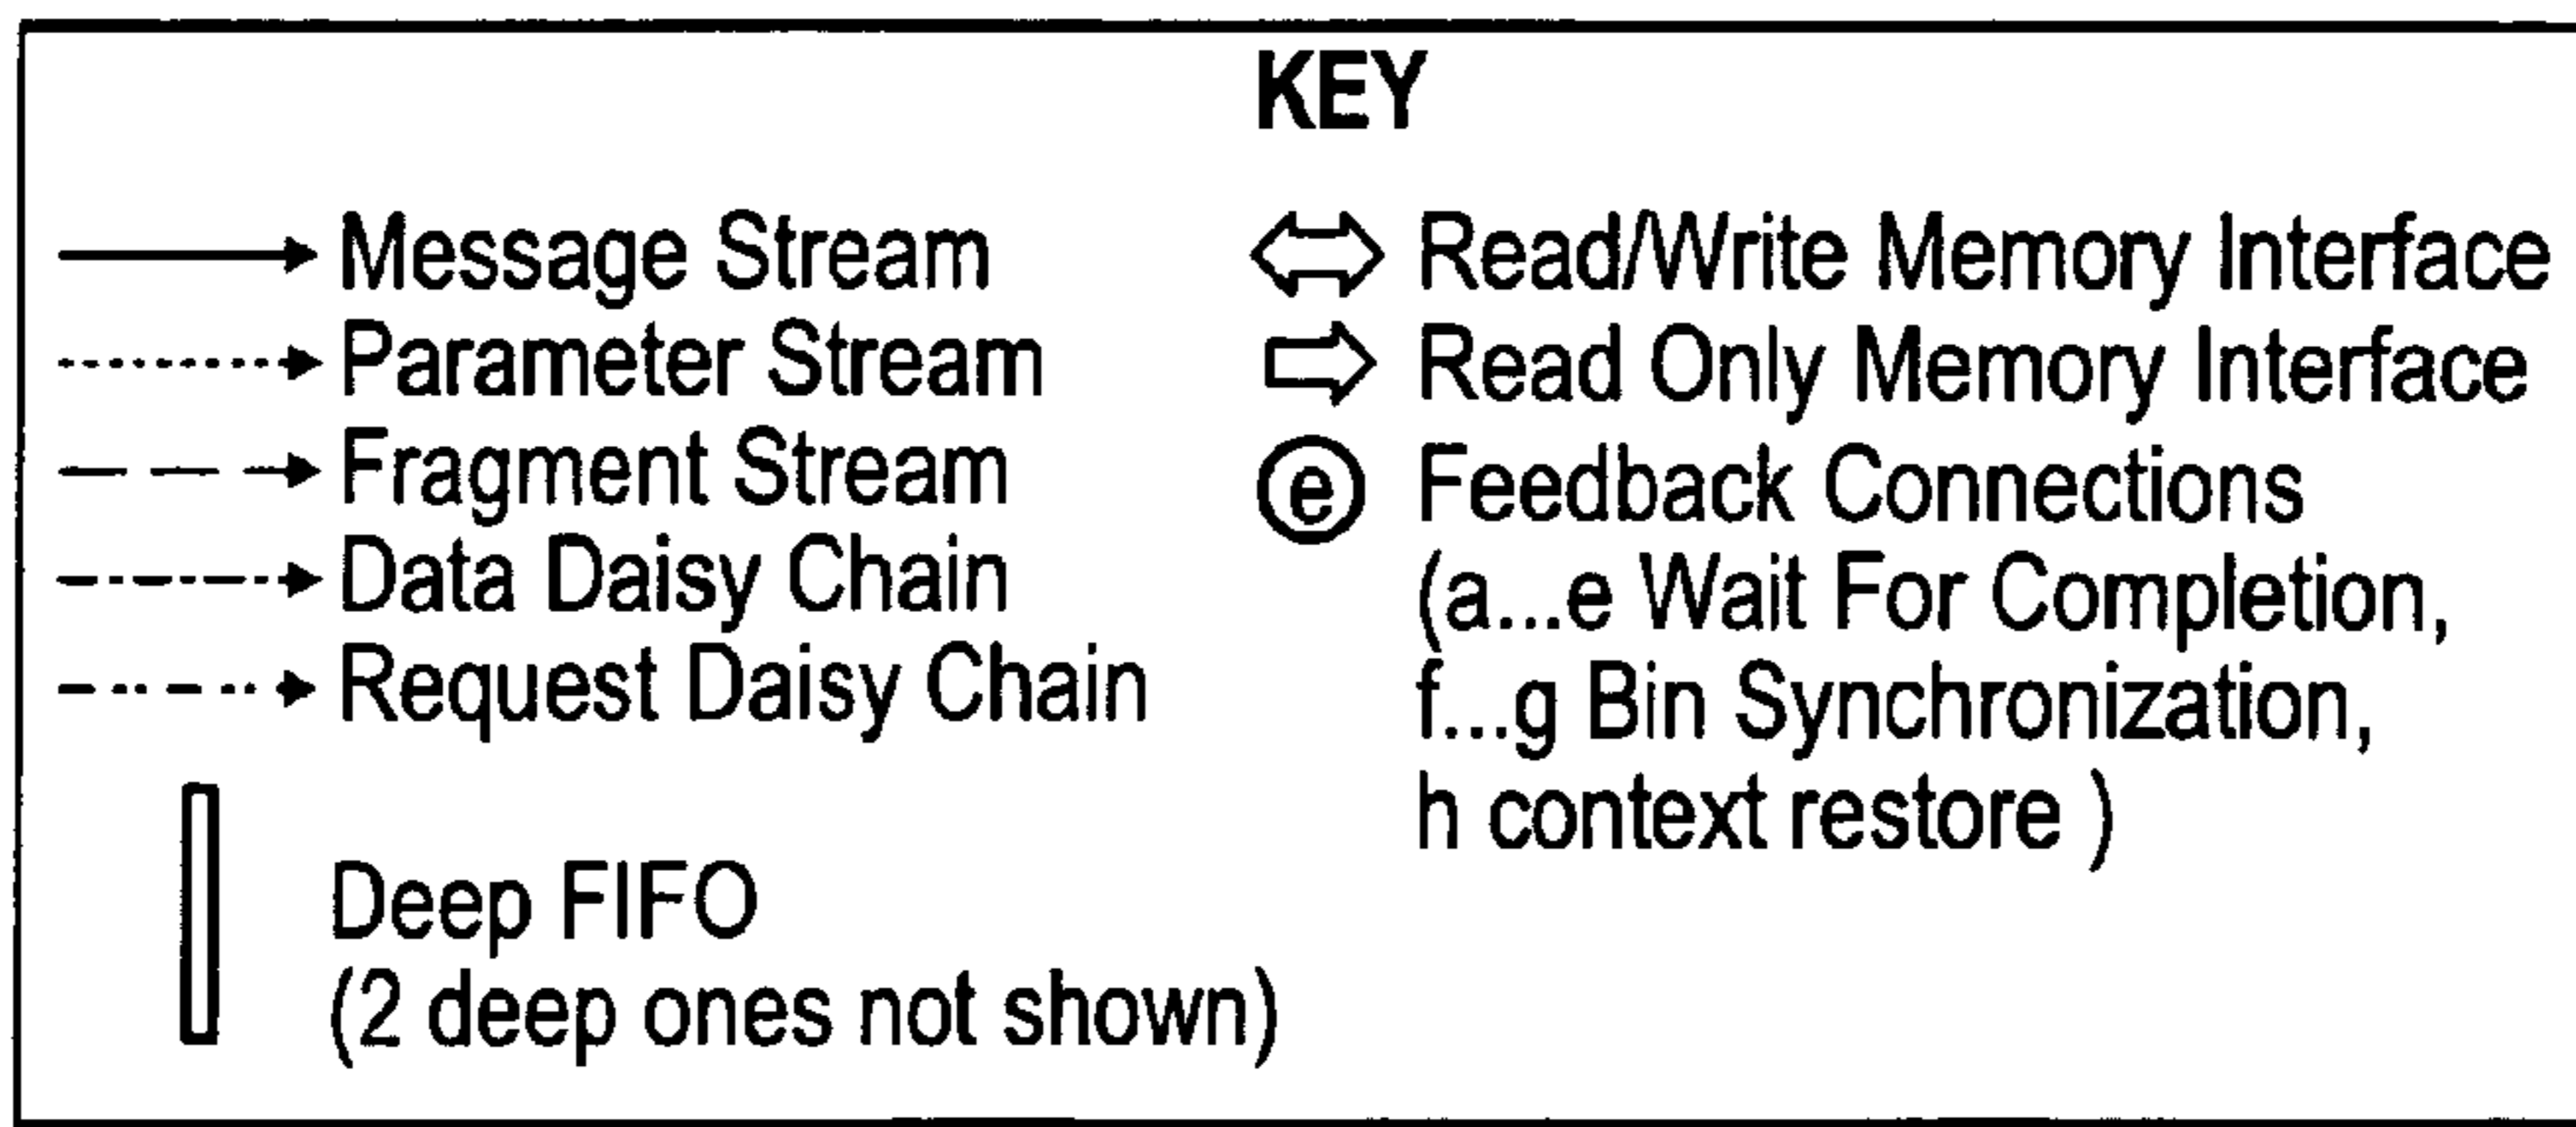 KEY
Message Stream
Parameter Stream
Fragment Stream
Data Daisy Chain
Request Daisy Chain
Deep FIFO
(2 deep ones not shown)
Read/Write Memory Interface
Read Only Memory Interface
e Feedback Connections
(a...e Wait For Completion,
f...g Bin Synchronization,
h context restore )